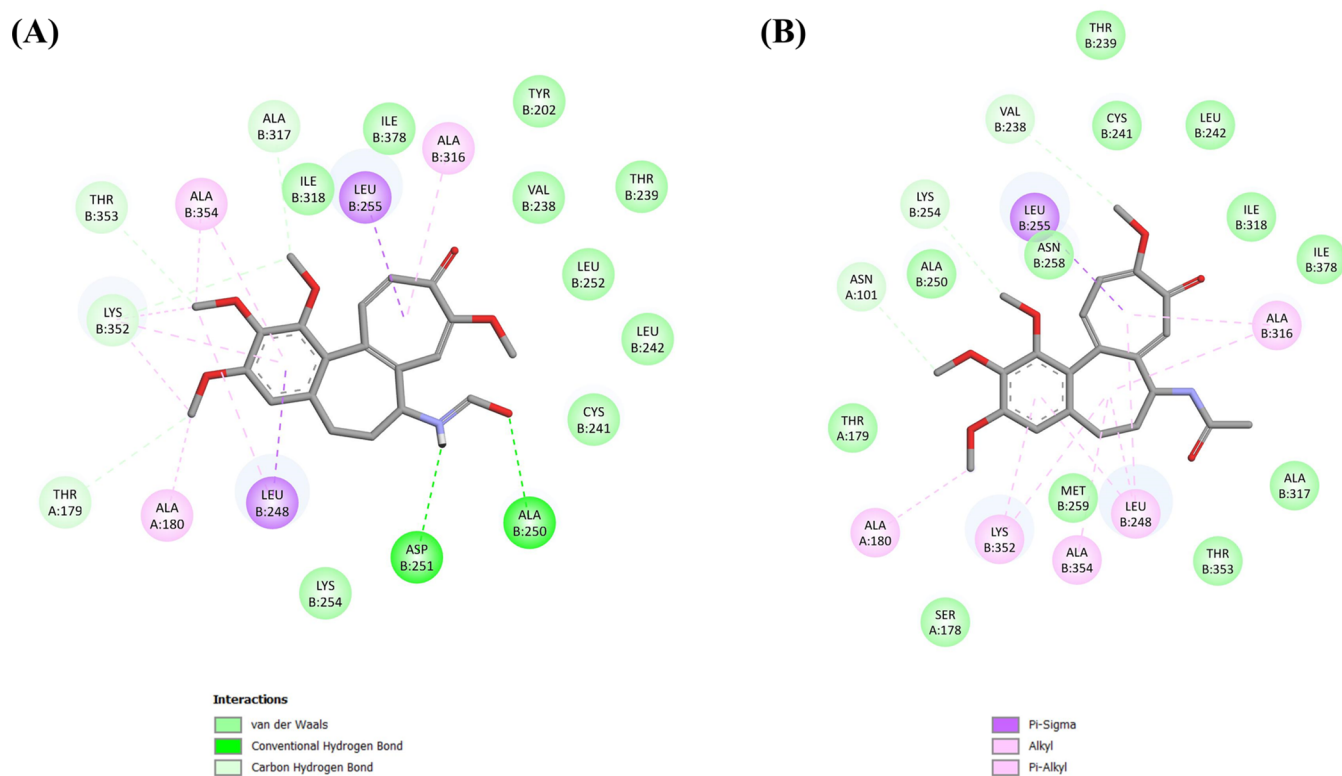 (A)
TYR
B:202
ALA
B:317
ILE
B:378
ALA
B:316
ILE
B:318
LEU
B:255
VAL
B:238
THR
B:239
THR
B:353
ALA
B:354
LEU
B:252
LYS
B:352
LEU
B:242
CYS
B:241
THR
A:179
ALA
A:180
LEU
B:248
ALA
B:250
ASP
B:251
LYS
B:254
(B)
THR
B:239
VAL
B:238
CYS
B:241
LEU
B:242
LYS
B:254
LEU
B:255
ASN
B:258
ILE
B:318
ILE
B:378
ASN
A:101
ALA
B:250
ALA
B:316
THR
A:179
ALA
B:317
MET
B:259
LEU
B:248
ALA
A:180
LYS
B:352
ALA
B:354
THR
B:353
SER
A:178
Interactions
van der Waals
Conventional Hydrogen Bond
Carbon Hydrogen Bond
Pi-Sigma
Alkyl
Pi-Alkyl